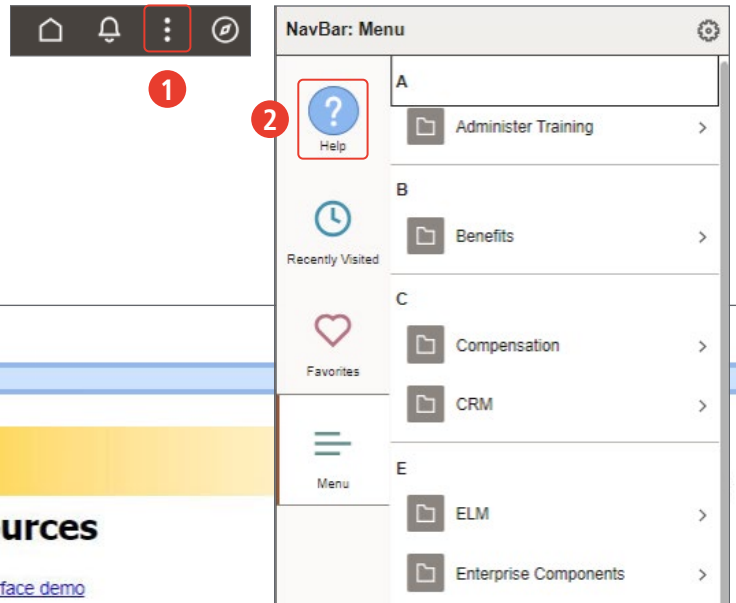 1
NavBar: Menu
2
?
Help
Recently Visited
Favorites
Menu
A
Administer Training
B
Benefits
C
Compensation
CRM
E
ELM
Enterprise Components
urces
face demo